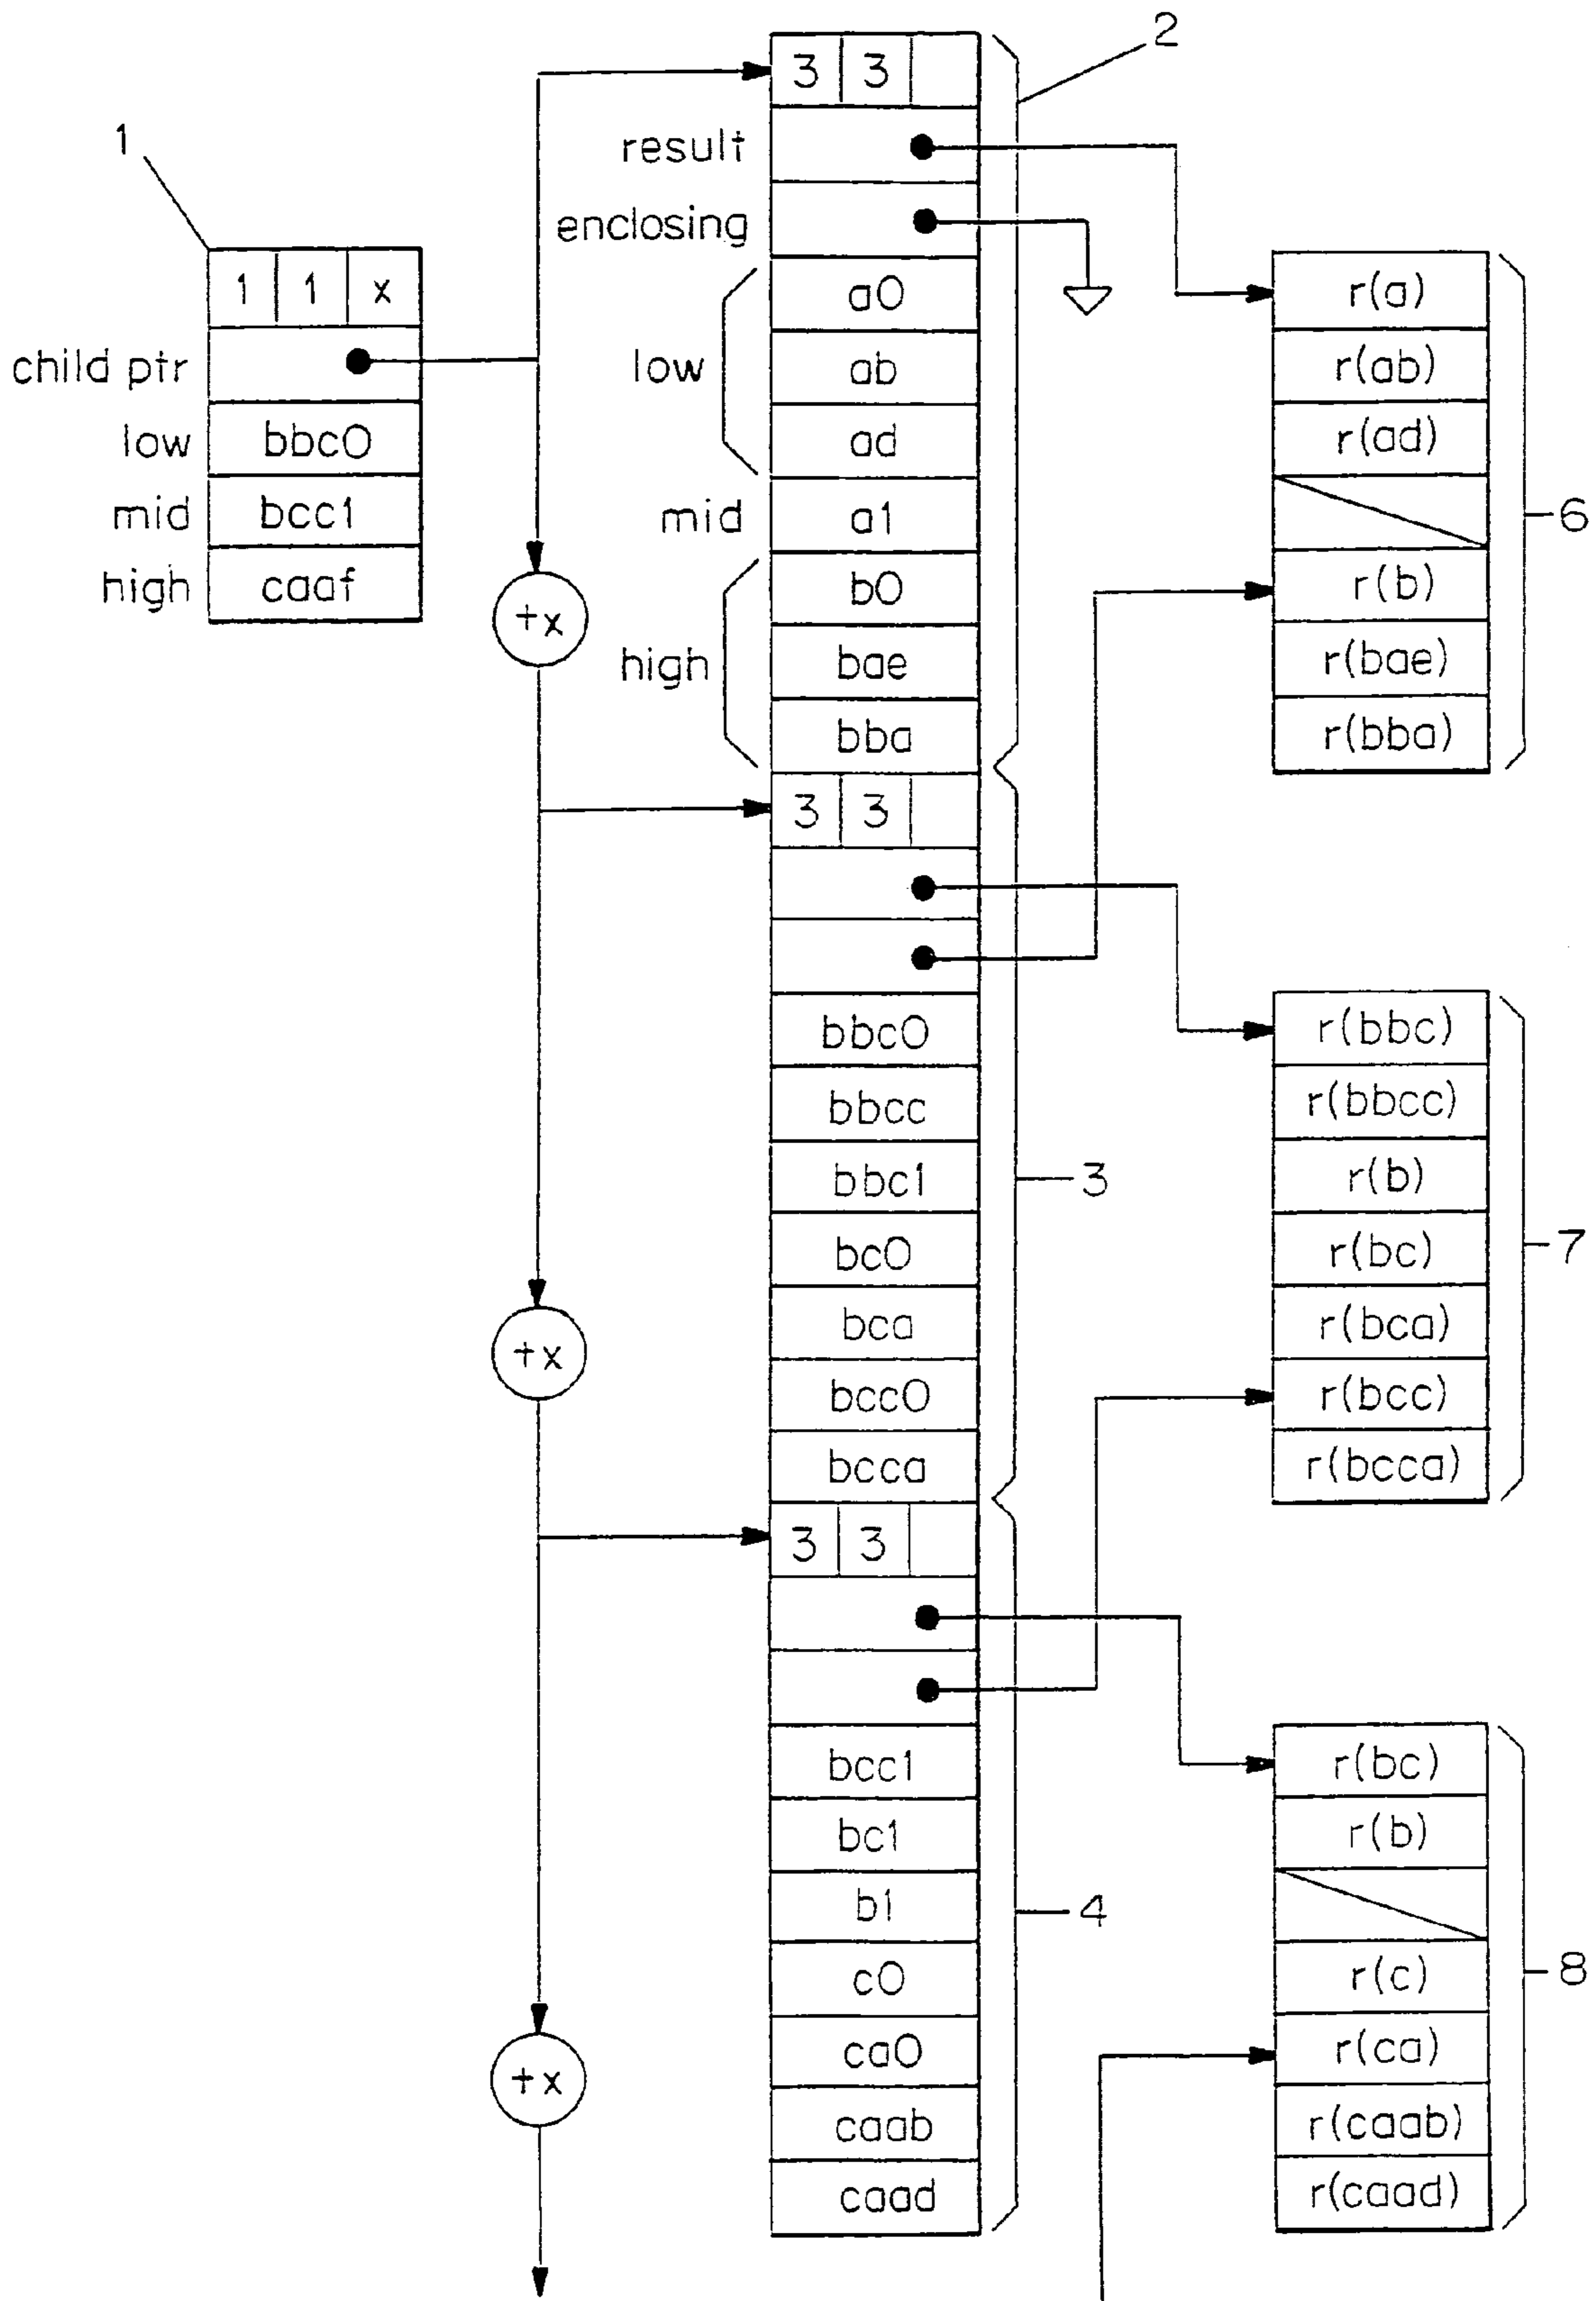 1
1 1 x
child ptr
low bbc0
mid bcc1
high caaf
+x
+x
+x
2
3 3
result
enclosing
low
a0
ab
ad
mid a1
high
b0
bae
bba
3 3
bbc0
bbcc
bbc1
bc0
bca
bcc0
bcca
3
3 3
bcc1
bc1
b1
c0
ca0
caab
caad
4
r(a)
r(ab)
r(ad)
r(b)
r(bae)
r(bba)
6
r(bbc)
r(bbcc)
r(b)
r(bc)
r(bca)
r(bcc)
r(bcca)
7
r(bc)
r(b)
r(c)
r(ca)
r(caab)
r(caad)
8